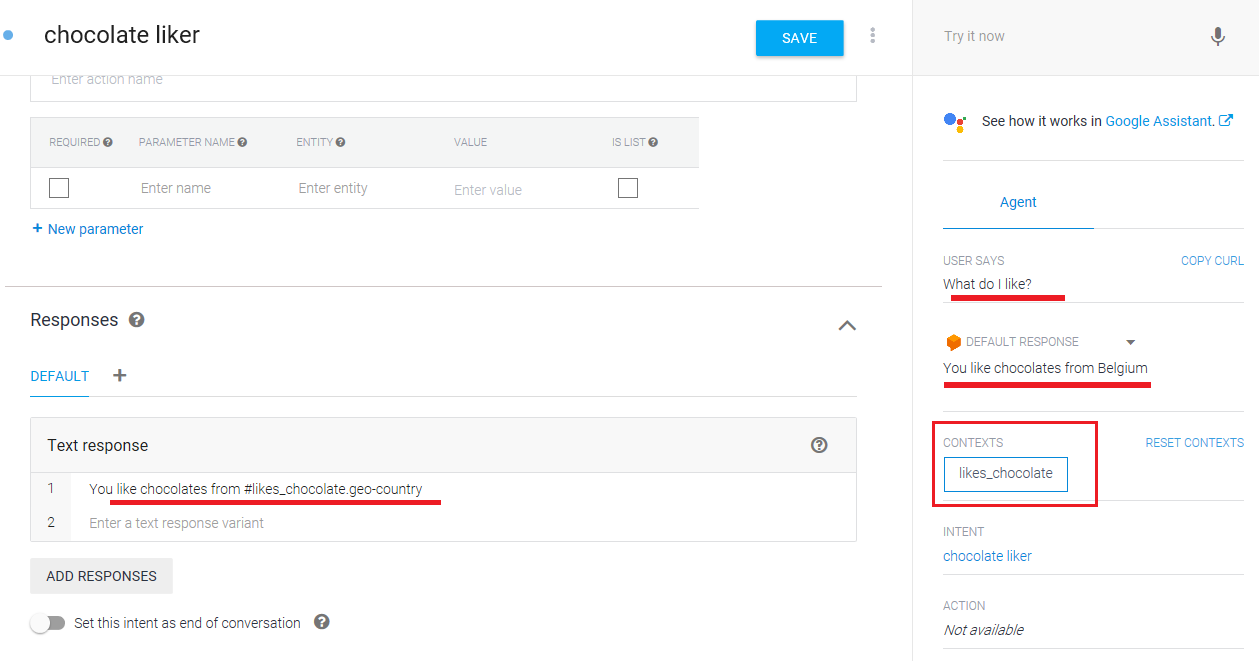 chocolate liker
SAVE
Enter action name
REQUIRED PARAMETER NAME ENTITY VALUE IS LIST
Enter name Enter entity Enter value
+ New parameter
Responses
DEFAULT +
Text response
1 You like chocolates from #likes_chocolate.geo-country
2 Enter a text response variant
ADD RESPONSES
Set this intent as end of conversation
Try it now
See how it works in Google Assistant.
Agent
USER SAYS COPY CURL
What do I like?
DEFAULT RESPONSE
You like chocolates from Belgium
CONTEXTS RESET CONTEXTS
likes_chocolate
INTENT
chocolate liker
ACTION
Not available